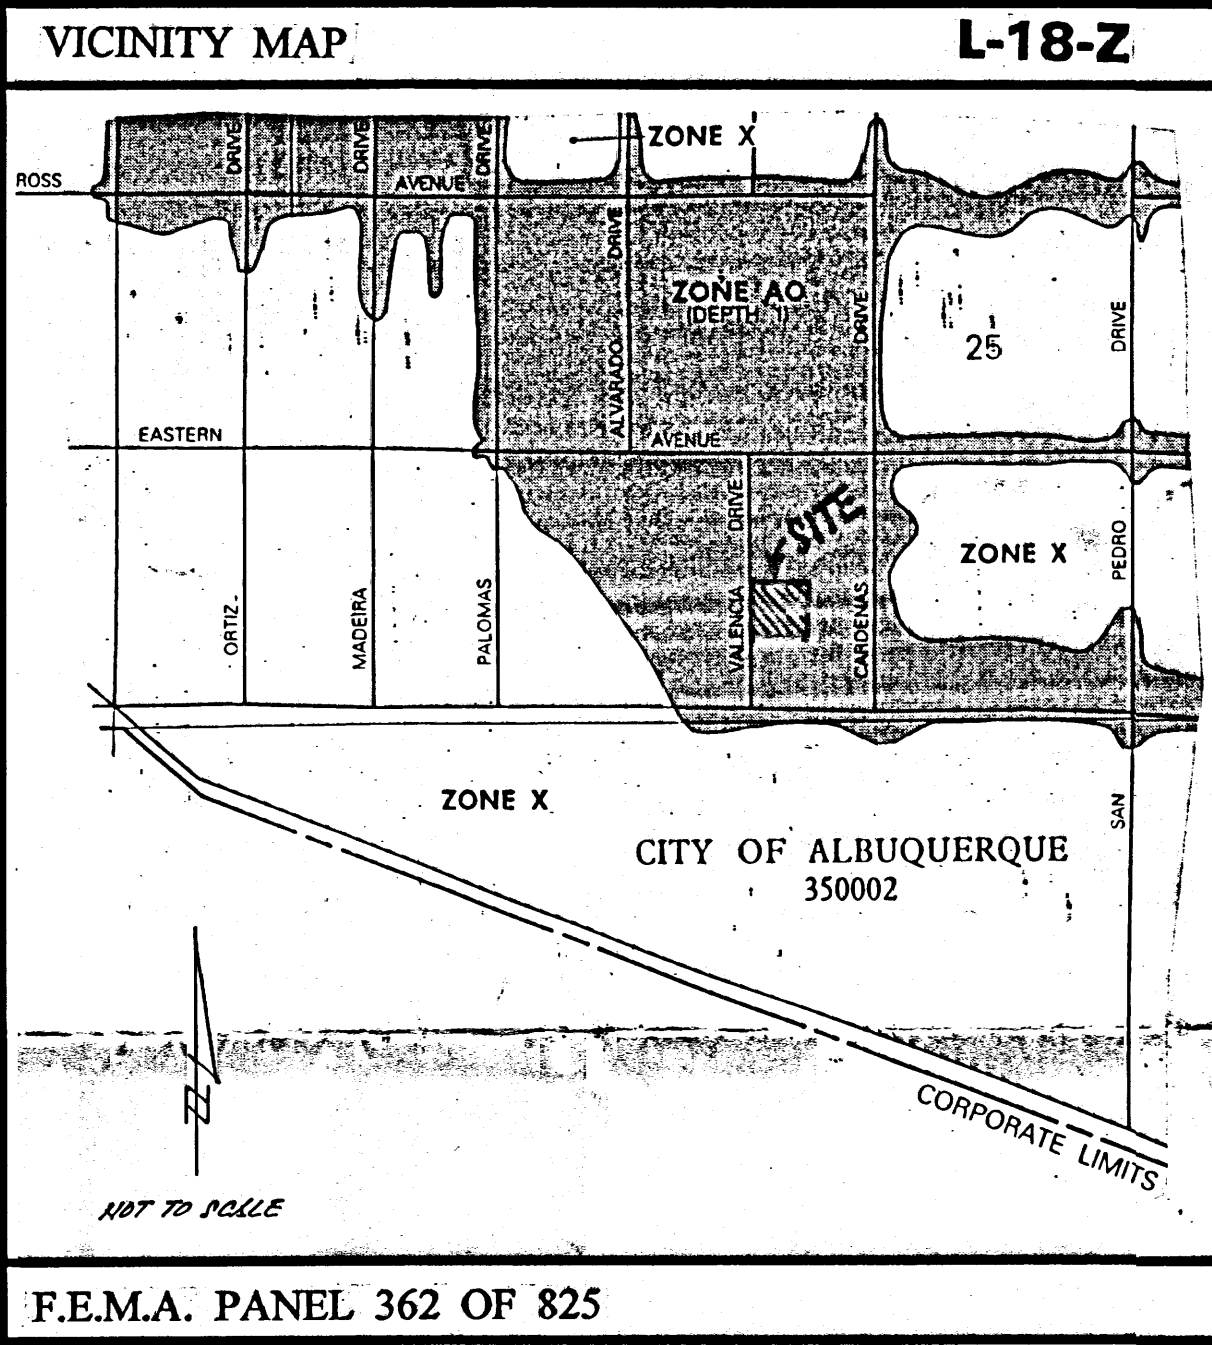 VICINITY MAP
L-18-Z
DRIVE
DRIVE
DRIVE
ZONE X
ROSS
AVENUE
ALVARADO DRIVE
ZONE AO
(DEPTH 1)
DRIVE
25
DRIVE
EASTERN
AVENUE
VALENCIA DRIVE
SITE
ZONE X
ORTIZ
MADEIRA
PALOMAS
CARDENAS
PEDRO
ZONE X
SAN
CITY OF ALBUQUERQUE
350002
CORPORATE LIMITS
NOT TO SCALE
F.E.M.A. PANEL 362 OF 825